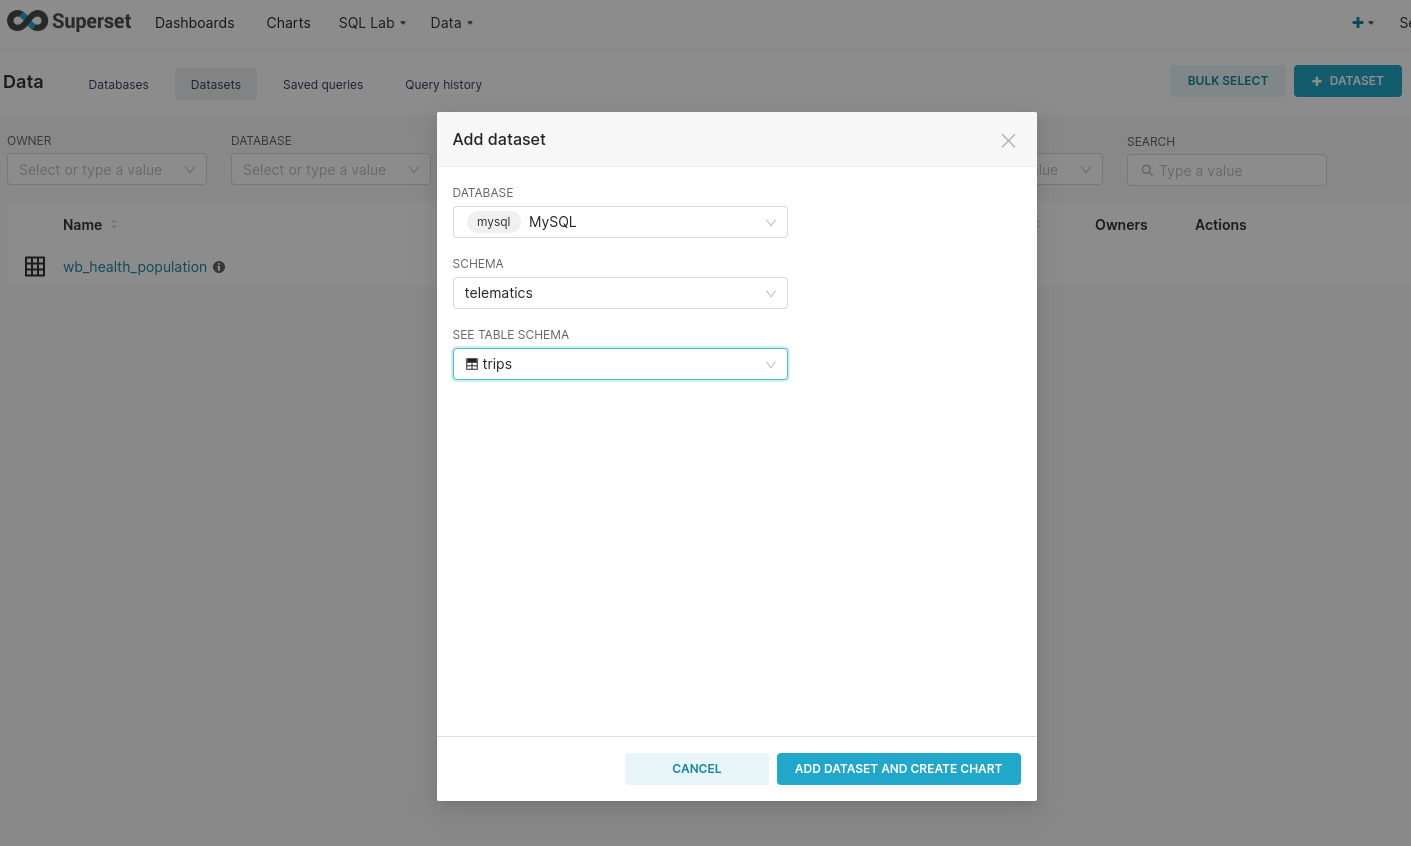 Superset Dashboards Charts SQL Lab Data
Data Databases Datasets Saved queries Query history BULK SELECT + DATASET
OWNER DATABASE SEARCH
Select or type a value Select or type a value Type a value
Name Owners Actions
wb_health_population
Add dataset
DATABASE
mysql MySQL
SCHEMA
telematics
SEE TABLE SCHEMA
trips
CANCEL ADD DATASET AND CREATE CHART